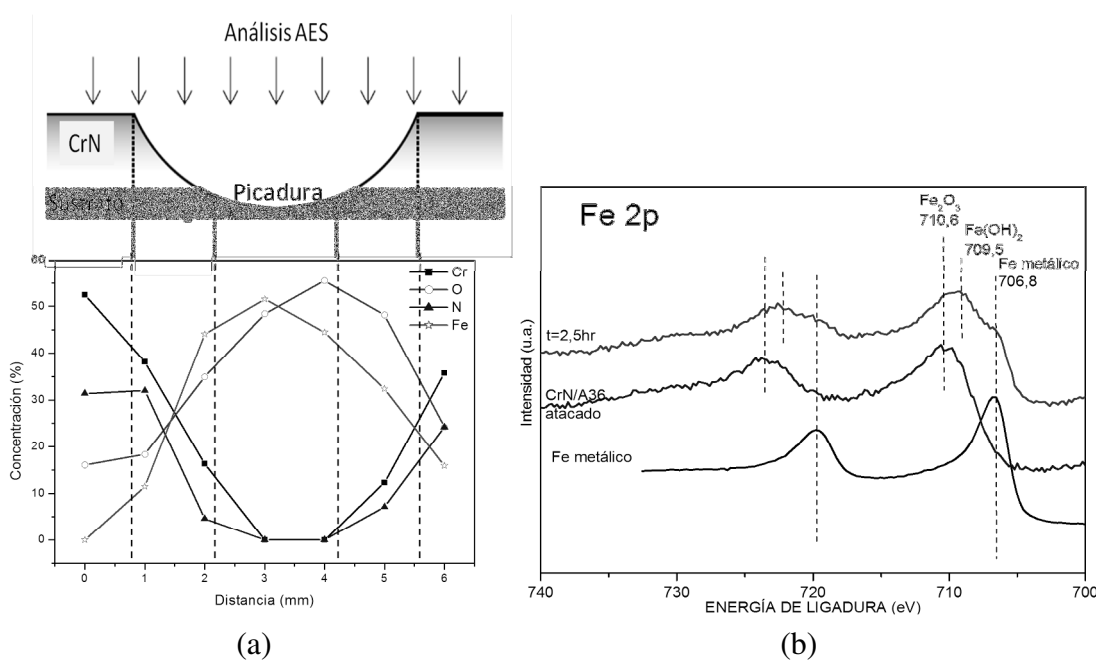 Análisis AES
CrN
Picadura
Sustrato
60
50
40
30
20
10
0
Concentración (%)
Cr
O
N
Fe
0 1 2 3 4 5 6
Distancia (mm)
(a)
Fe 2p
Fe₂O₃
710,6
Fe(OH)₂
709,5
Fe metálico
706,8
t=2,5hr
CrN/A36
atacado
Fe metálico
Intensidad (u.a.)
740 730 720 710 700
ENERGÍA DE LIGADURA (eV)
(b)